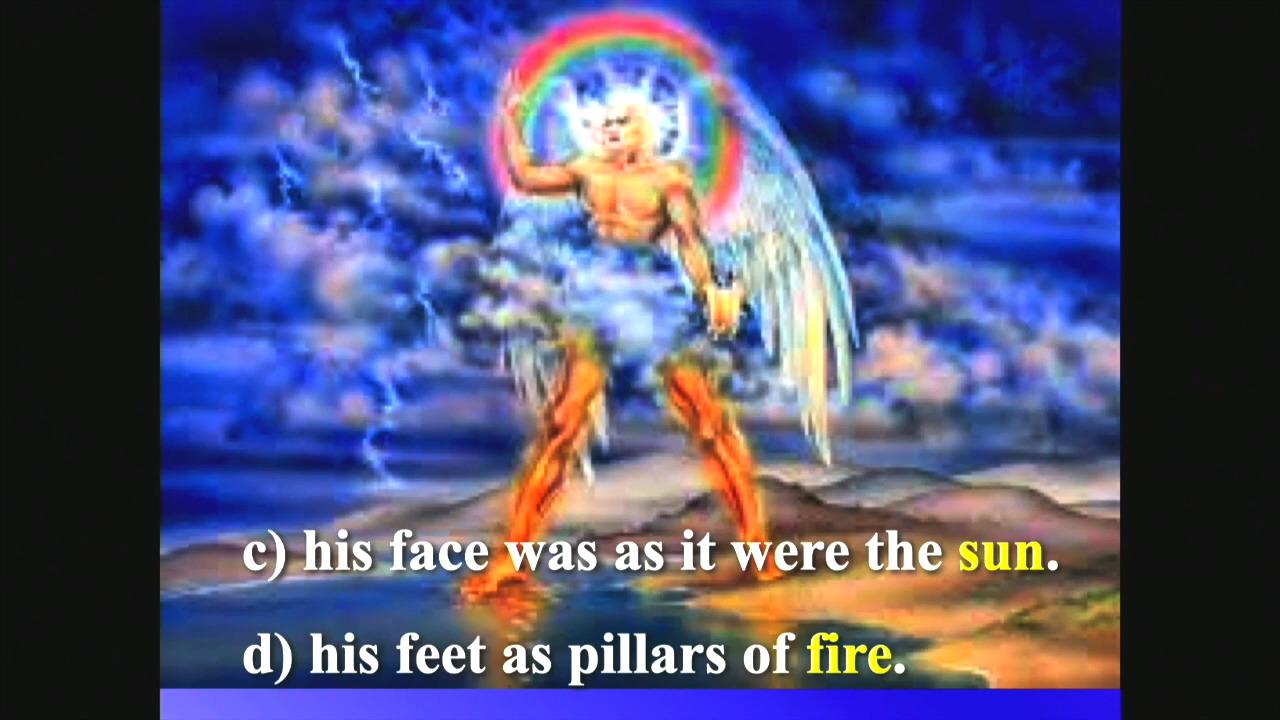 c) his face was as it were the sun.
d) his feet as pillars of fire.